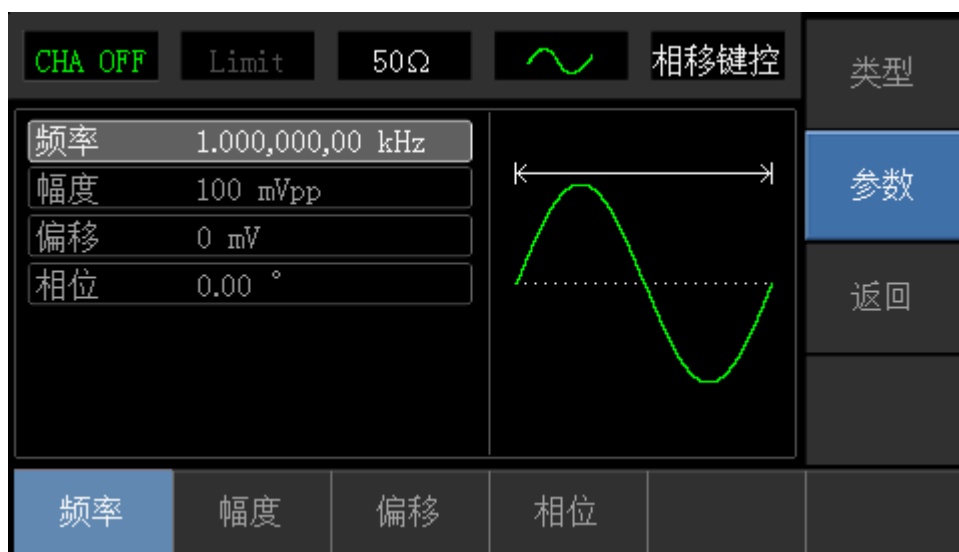 CHA OFF Limit 50Ω 相移键控 类型
频率 1.000,000,00 kHz
幅度 100 mVpp
参数
偏移 0 mV
相位 0.00 °
返回
频率 幅度 偏移 相位